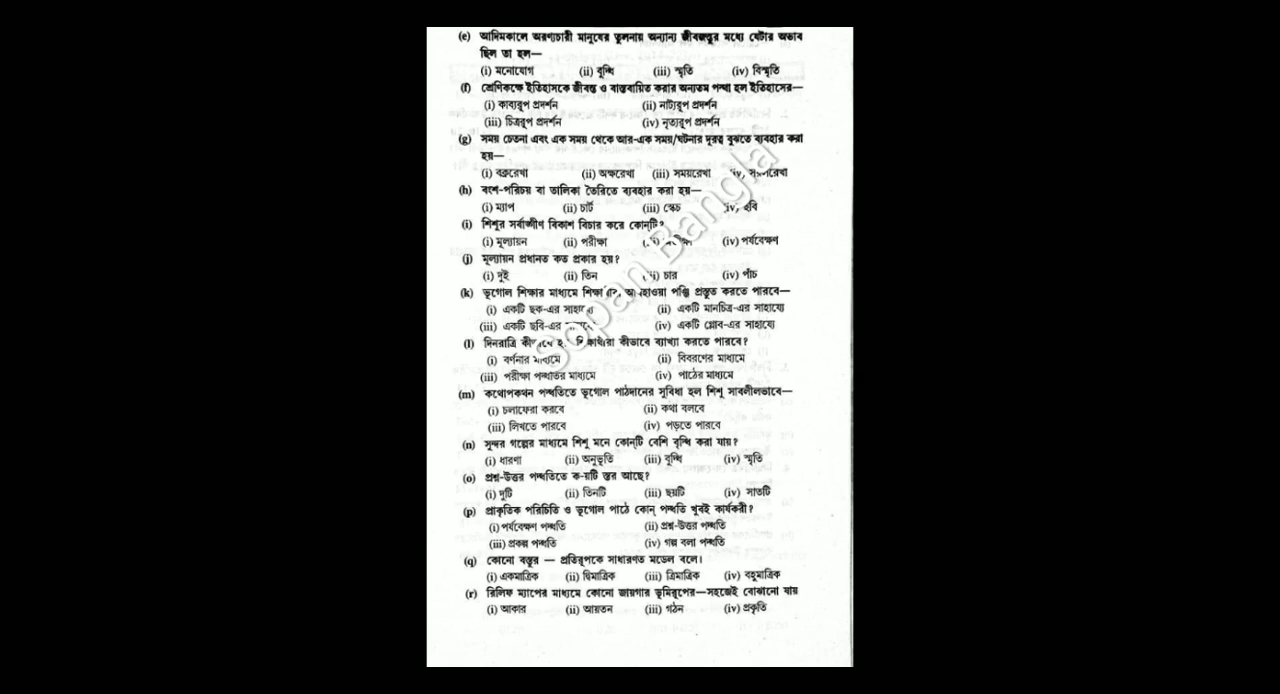 (e) আদিমকালে অরণ্যচারী মানুষের তুলনায় অন্যান্য জীবজন্তুর মধ্যে যেটার অভাব
ছিল তা হল—
(i) মনোযোগ (ii) বুদ্ধি (iii) স্মৃতি (iv) বিস্মৃতি
(f) শ্রেণিকক্ষে ইতিহাসকে জীবন্ত ও বাস্তবায়িত করার অন্যতম পন্থা হল ইতিহাসের—
(i) কাব্যরূপ প্রদর্শন (ii) নাট্যরূপ প্রদর্শন
(iii) চিত্ররূপ প্রদর্শন (iv) নৃত্যরূপ প্রদর্শন
(g) সময় চেতনা এবং এক সময় থেকে আর-এক সময়/ঘটনার দূরত্ব বুঝতে ব্যবহার করা
হয়—
(i) বক্ররেখা (ii) অক্ষরেখা (iii) সময়রেখা (iv)
(h) বংশ-পরিচয় বা তালিকা তৈরিতে ব্যবহার করা হয়—
(i) ম্যাপ (ii) চার্ট (iii) স্কেচ (iv) ছবি
(i) শিশুর সর্বাঙ্গীণ বিকাশ বিচার করে কোন্‌টি?
(i) মূল্যায়ন (ii) পরীক্ষা (iv) পর্যবেক্ষণ
(j) মূল্যায়ন প্রধানত কত প্রকার হয়?
(i) দুই (ii) তিন (iii) চার (iv) পাঁচ
(k) ভূগোল শিক্ষার মাধ্যমে পঞ্জি প্রস্তুত করতে পারবে—
(i) একটি ছক-এর সাহায্যে (ii) একটি মানচিত্র-এর সাহায্যে
(iii) একটি ছবি-এর সাহায্যে (iv) একটি গ্লোব-এর সাহায্যে
(l) দিনরাত্রি কীভাবে শিক্ষার্থীরা কীভাবে ব্যাখ্যা করতে পারবে?
(i) বর্ণনার মাধ্যমে (ii) বিবরণের মাধ্যমে
(iii) পরীক্ষা পদ্ধতির মাধ্যমে (iv) পাঠের মাধ্যমে
(m) কথোপকথন পদ্ধতিতে ভূগোল পাঠদানের সুবিধা হল শিশু সাবলীলভাবে—
(i) চলাফেরা করবে (ii) কথা বলবে
(iii) লিখতে পারবে (iv) পড়তে পারবে
(n) সুন্দর গল্পের মাধ্যমে শিশু মনে কোন্‌টি বেশি বৃদ্ধি করা যায়?
(i) ধারণা (ii) অনুভূতি (iii) বুদ্ধি (iv) স্মৃতি
(o) প্রশ্ন-উত্তর পদ্ধতিতে ক-য়টি স্তর আছে?
(i) দুটি (ii) তিনটি (iii) ছয়টি (iv) সাতটি
(p) প্রাকৃতিক পরিচিতি ও ভূগোল পাঠে কোন্ পদ্ধতি খুবই কার্যকরী?
(i) পর্যবেক্ষণ পদ্ধতি (ii) প্রশ্ন-উত্তর পদ্ধতি
(iii) প্রকল্প পদ্ধতি (iv) গল্প বলা পদ্ধতি
(q) কোনো বস্তুর — প্রতিরূপকে সাধারণত মডেল বলে।
(i) একমাত্রিক (ii) দ্বিমাত্রিক (iii) ত্রিমাত্রিক (iv) বহুমাত্রিক
(r) রিলিফ ম্যাপের মাধ্যমে কোনো জায়গার ভূমিরূপের—সহজেই বোঝানো যায়
(i) আকার (ii) আয়তন (iii) গঠন (iv) প্রকৃতি
Sopan Bangla